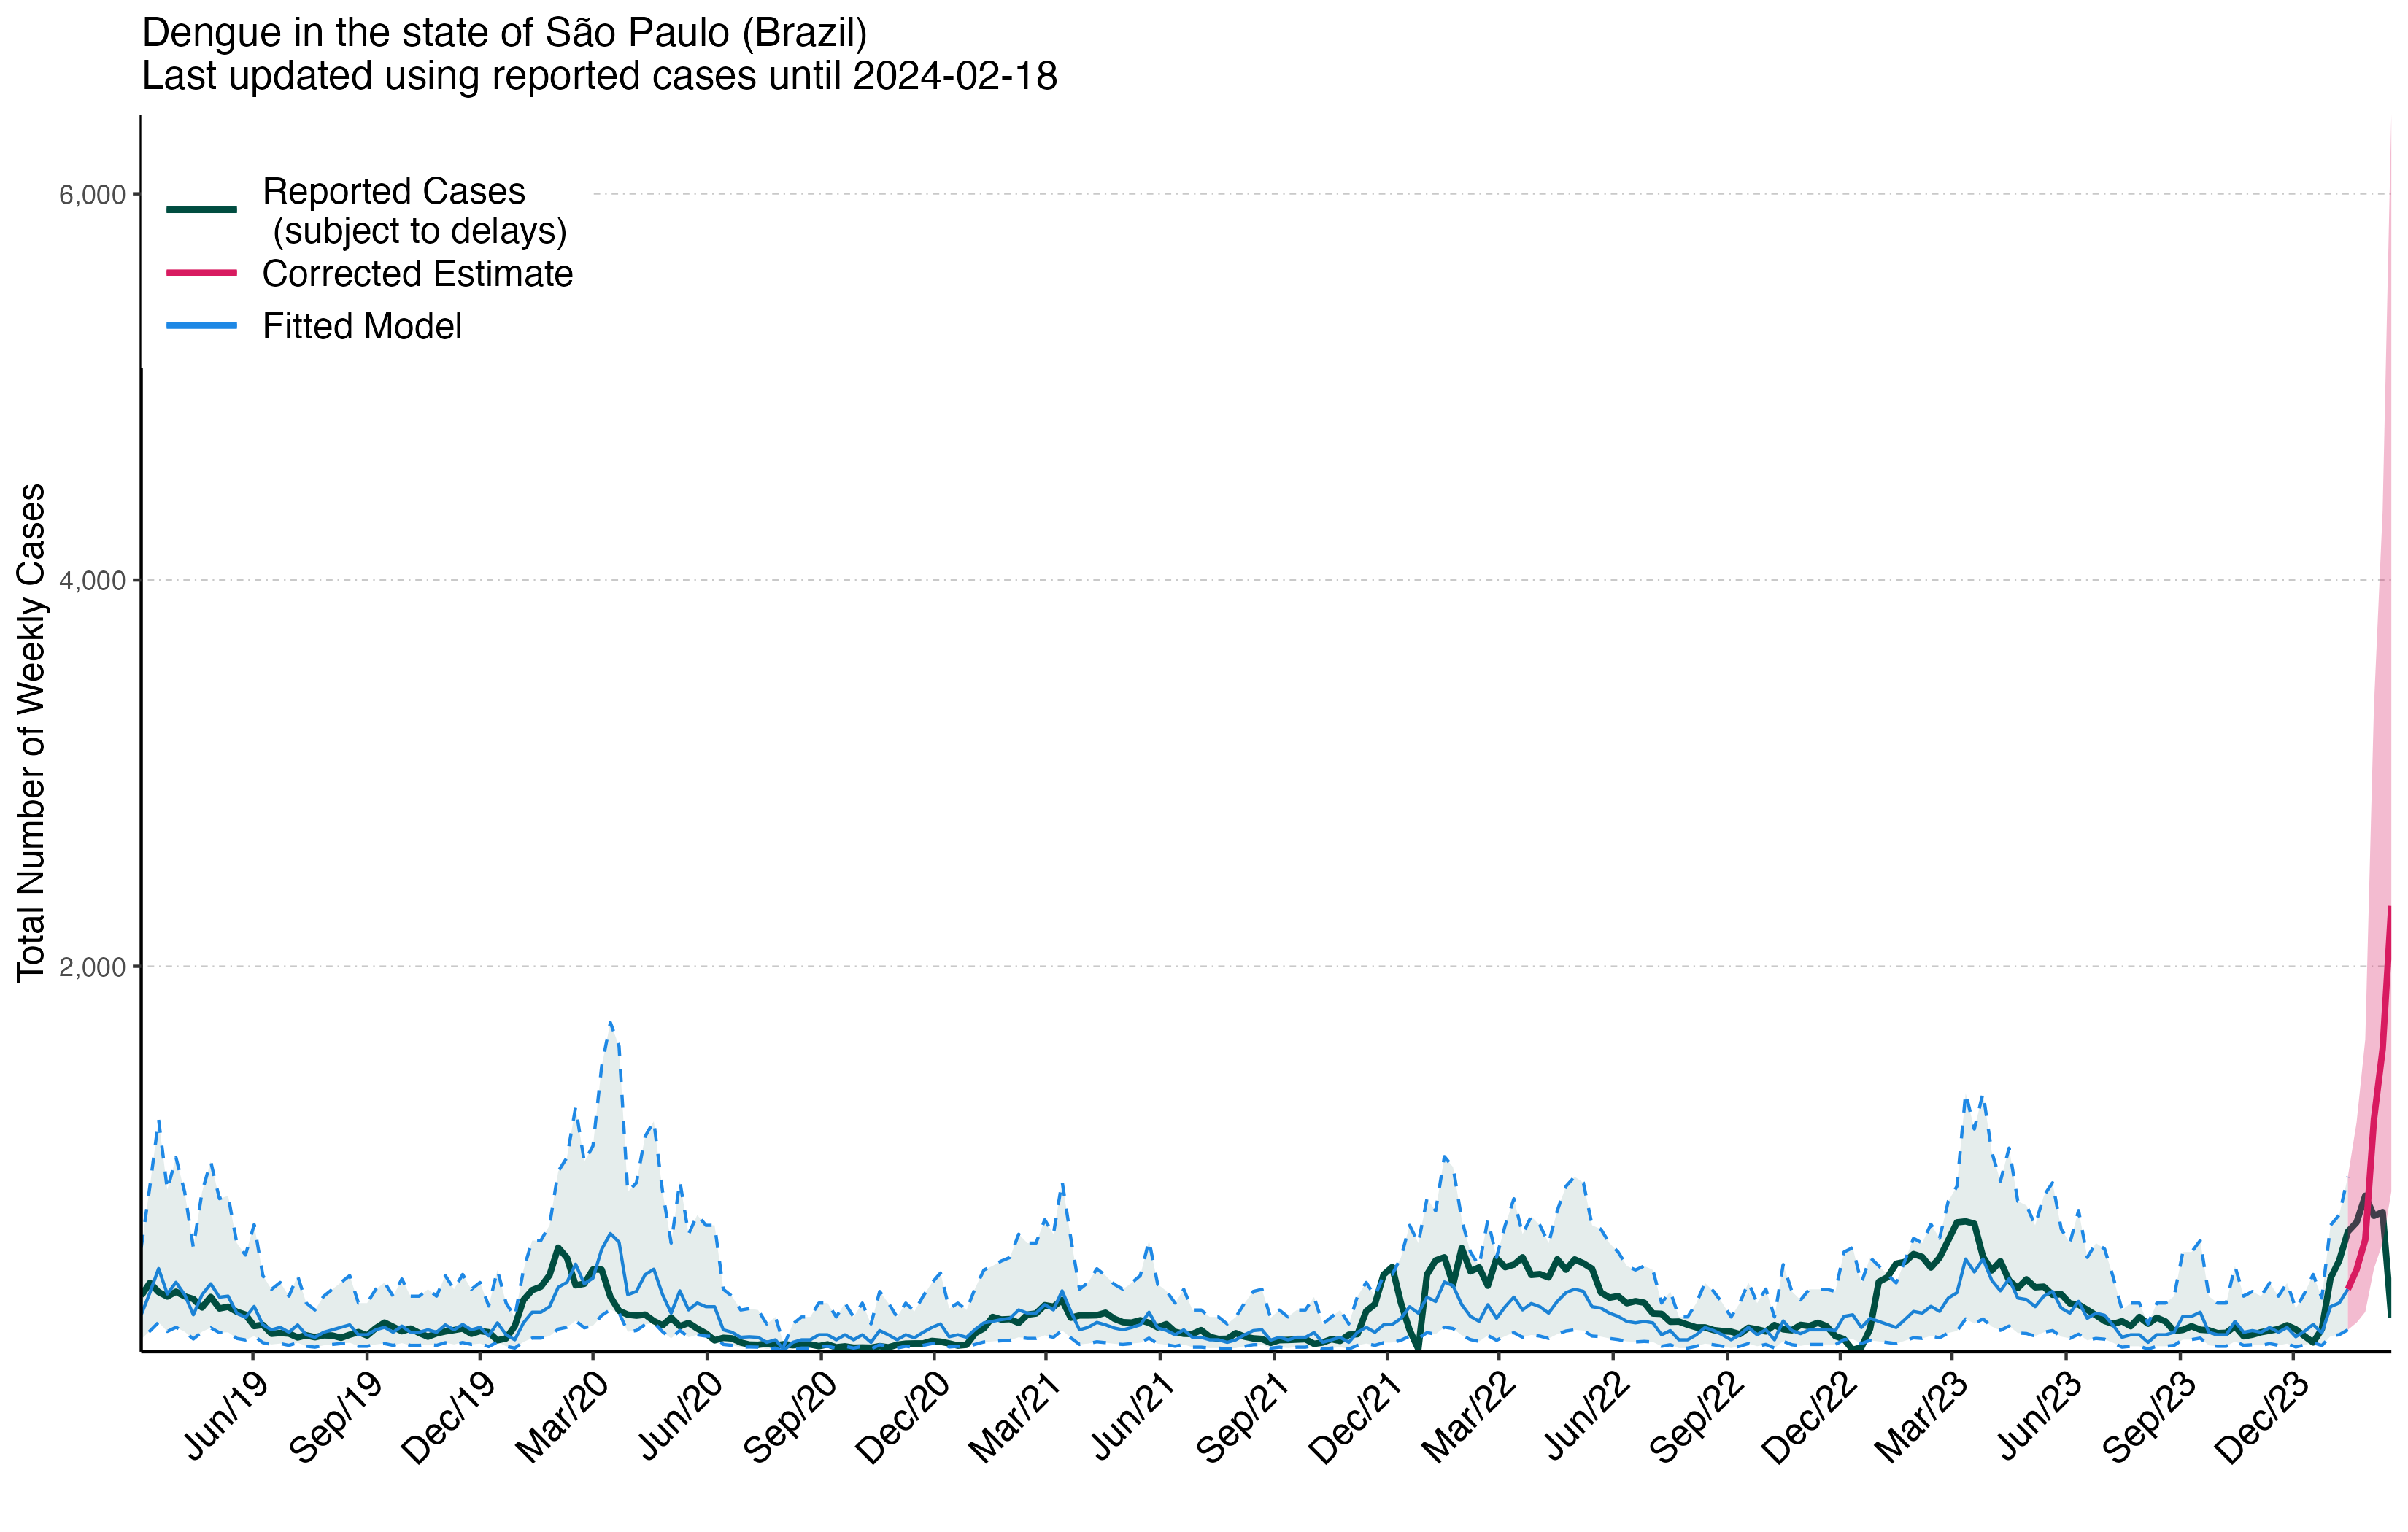 Dengue in the state of São Paulo (Brazil)
Last updated using reported cases until 2024-02-18
Reported Cases
(subject to delays)
Corrected Estimate
Fitted Model
Total Number of Weekly Cases
6,000
4,000
2,000
Jun/19
Sep/19
Dec/19
Mar/20
Jun/20
Sep/20
Dec/20
Mar/21
Jun/21
Sep/21
Dec/21
Mar/22
Jun/22
Sep/22
Dec/22
Mar/23
Jun/23
Sep/23
Dec/23